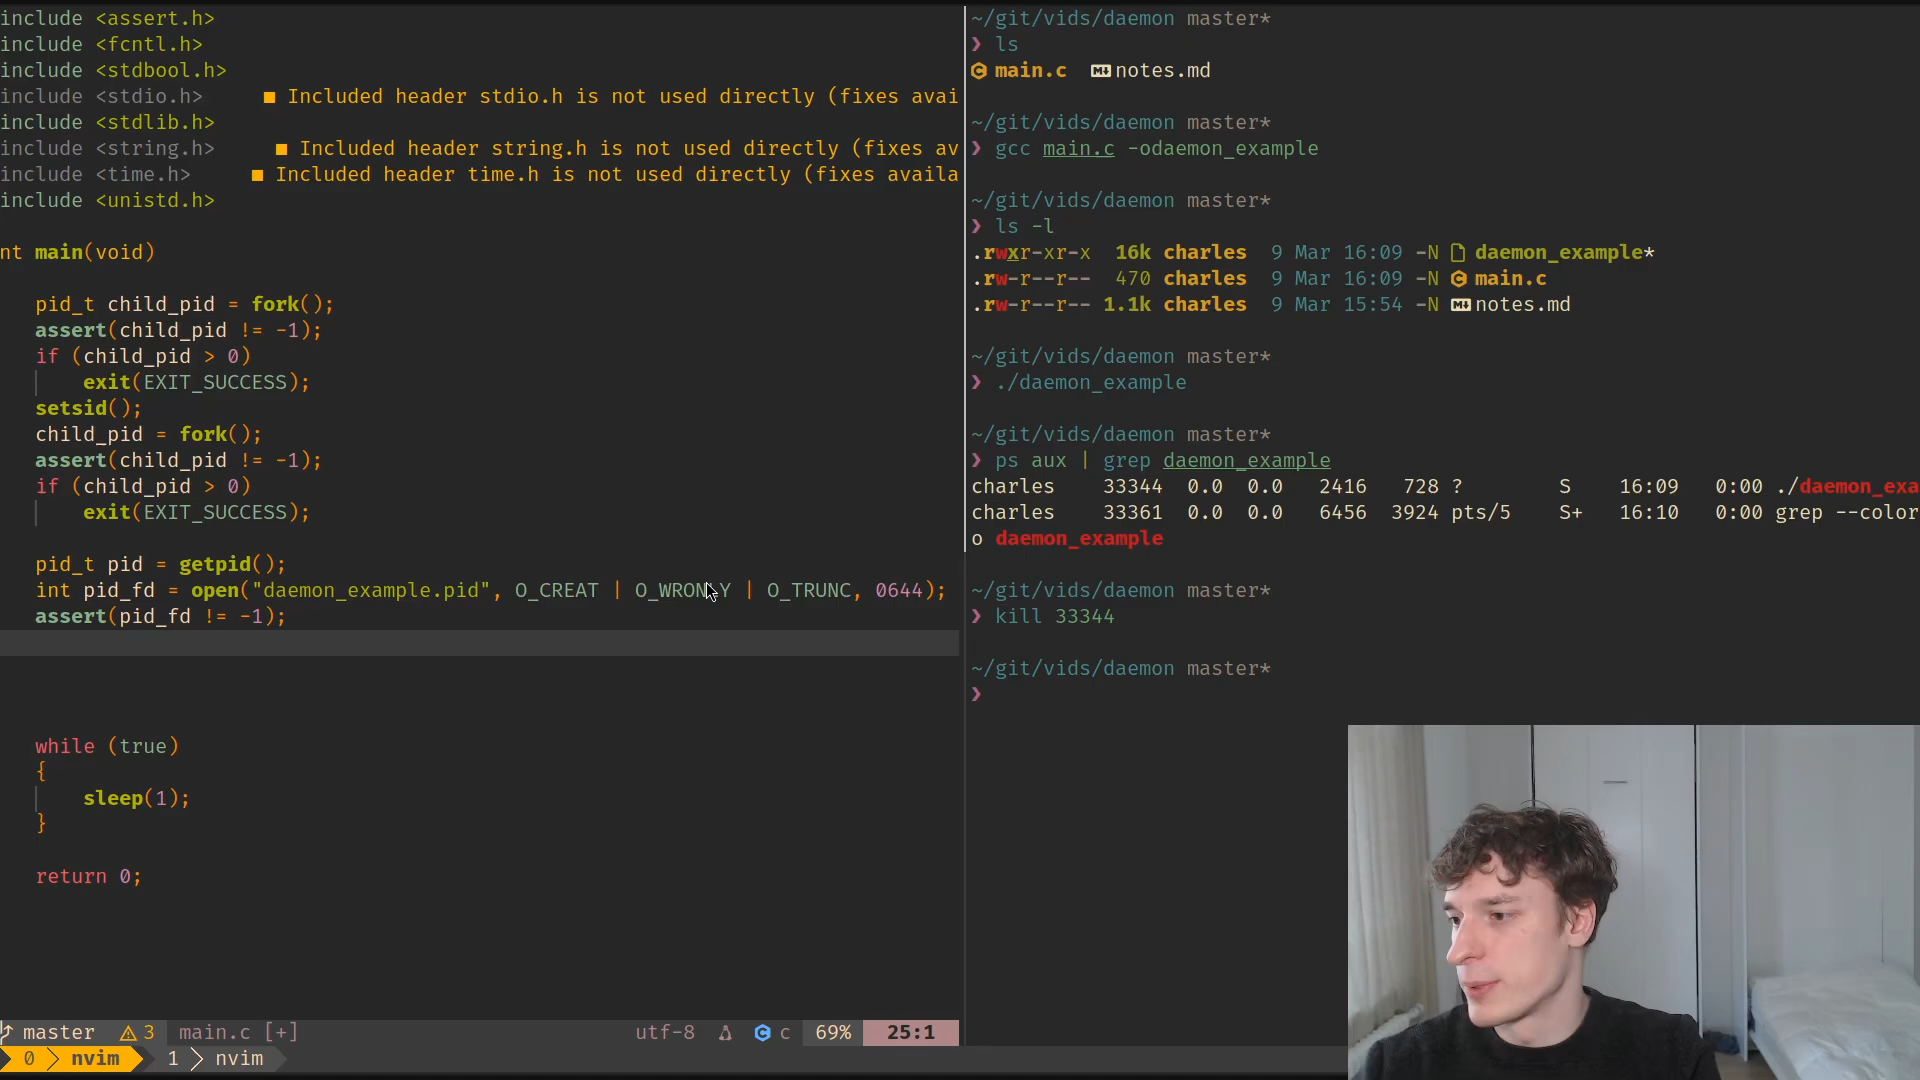 include <assert.h>
include <fcntl.h>
include <stdbool.h>
include <stdio.h> ■ Included header stdio.h is not used directly (fixes avai
include <stdlib.h>
include <string.h> ■ Included header string.h is not used directly (fixes av
include <time.h> ■ Included header time.h is not used directly (fixes availa
include <unistd.h>
nt main(void)
pid_t child_pid = fork();
assert(child_pid != -1);
if (child_pid > 0)
exit(EXIT_SUCCESS);
setsid();
child_pid = fork();
assert(child_pid != -1);
if (child_pid > 0)
exit(EXIT_SUCCESS);
pid_t pid = getpid();
int pid_fd = open("daemon_example.pid", O_CREAT | O_WRONLY | O_TRUNC, 0644);
assert(pid_fd != -1);
while (true)
{
sleep(1);
}
return 0;
master ⚠ 3 main.c [+] utf-8 c 69% 25:1
0 nvim 1 nvim
~/git/vids/daemon master*
❯ ls
main.c notes.md
~/git/vids/daemon master*
❯ gcc main.c -odaemon_example
~/git/vids/daemon master*
❯ ls -l
.rwxr-xr-x 16k charles 9 Mar 16:09 -N daemon_example*
.rw-r--r-- 470 charles 9 Mar 16:09 -N main.c
.rw-r--r-- 1.1k charles 9 Mar 15:54 -N notes.md
~/git/vids/daemon master*
❯ ./daemon_example
~/git/vids/daemon master*
❯ ps aux | grep daemon_example
charles 33344 0.0 0.0 2416 728 ? S 16:09 0:00 ./daemon_exa
charles 33361 0.0 0.0 6456 3924 pts/5 S+ 16:10 0:00 grep --color
o daemon_example
~/git/vids/daemon master*
❯ kill 33344
~/git/vids/daemon master*
❯